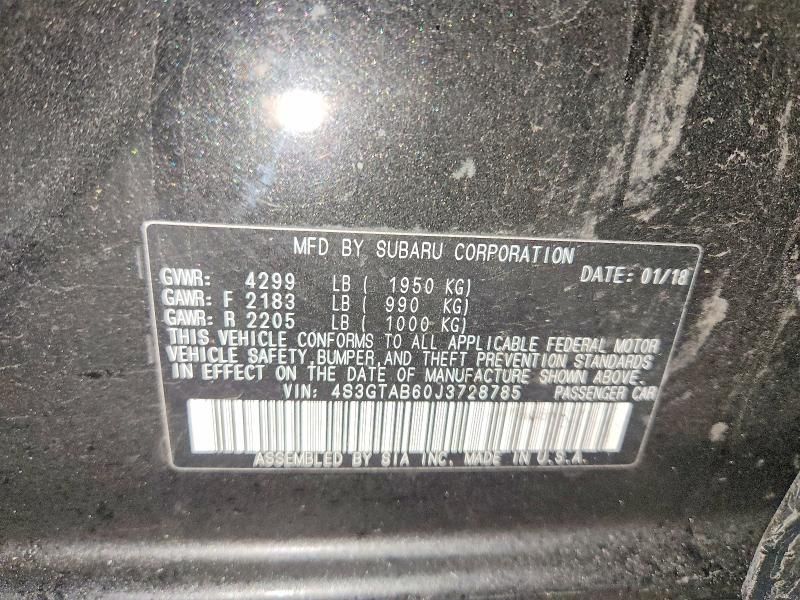 MFD BY SUBARU CORPORATION
GVWR: 4299 LB ( 1950 KG) DATE: 01/18
GAWR: F 2183 LB ( 990 KG)
GAWR: R 2205 LB ( 1000 KG)
THIS VEHICLE CONFORMS TO ALL APPLICABLE FEDERAL MOTOR
VEHICLE SAFETY, BUMPER, AND THEFT PREVENTION STANDARDS
IN EFFECT ON THE DATE OF MANUFACTURE SHOWN ABOVE.
VIN: 4S3GTAB60J3728785 PASSENGER CAR
ASSEMBLED BY SIA INC. MADE IN U.S.A.